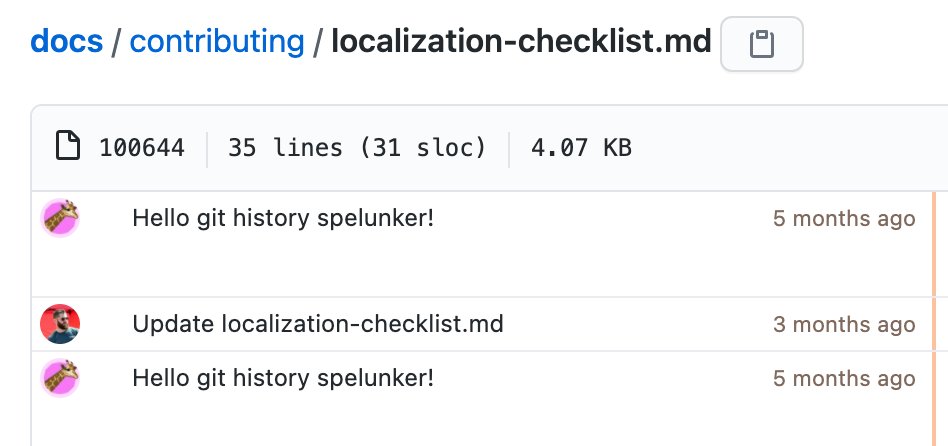 docs / contributing / localization-checklist.md
100644 35 lines (31 sloc) 4.07 KB
Hello git history spelunker! 5 months ago
Update localization-checklist.md 3 months ago
Hello git history spelunker! 5 months ago